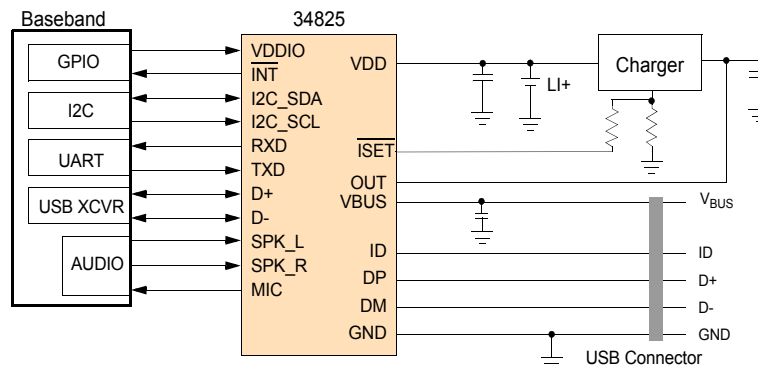 Baseband
34825
GPIO
I2C
UART
USB XCVR
AUDIO
VDDIO
INT
I2C_SDA
I2C_SCL
RXD
TXD
D+
D-
SPK_L
SPK_R
MIC
VDD
ISET
OUT
VBUS
ID
DP
DM
GND
LI+
Charger
VBUS
ID
D+
D-
GND
USB Connector